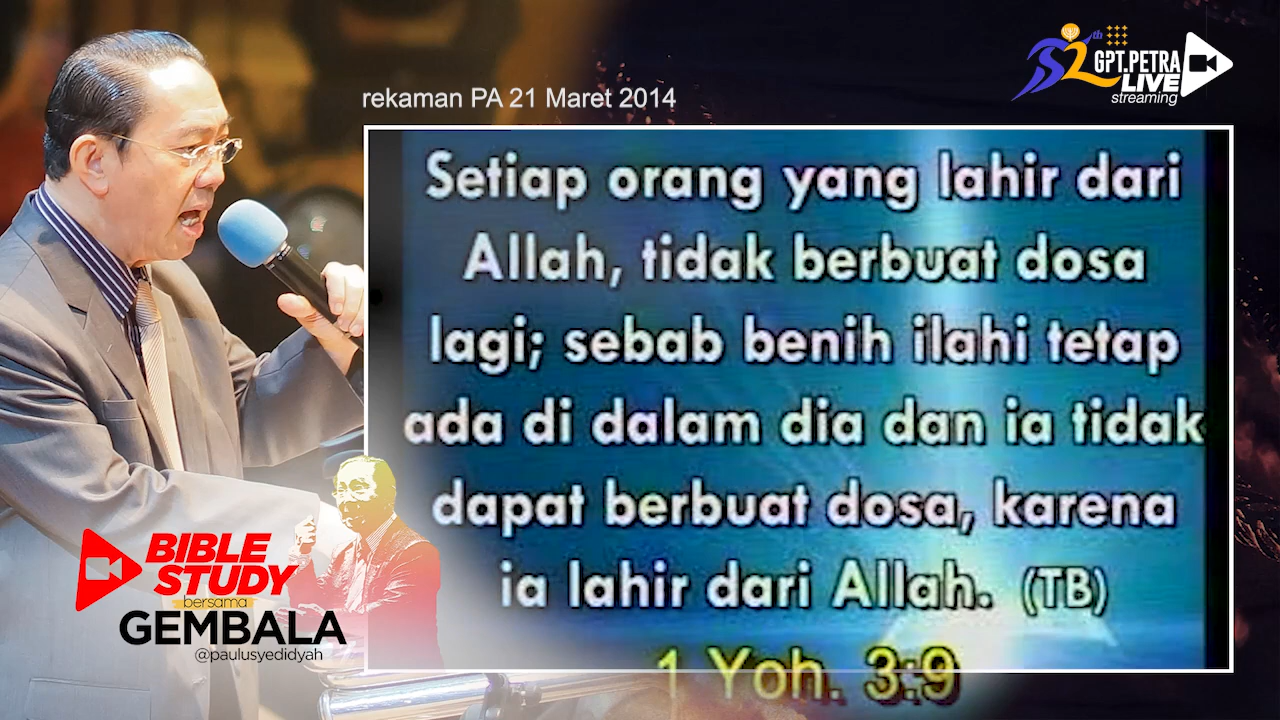 52th
GPT.PETRA
LIVE
streaming
rekaman PA 21 Maret 2014
Setiap orang yang lahir dari
Allah, tidak berbuat dosa
lagi; sebab benih ilahi tetap
ada di dalam dia dan ia tidak
dapat berbuat dosa, karena
ia lahir dari Allah. (TB)
1 Yoh. 3:9
BIBLE
STUDY
bersama
GEMBALA
@paulusyedidyah